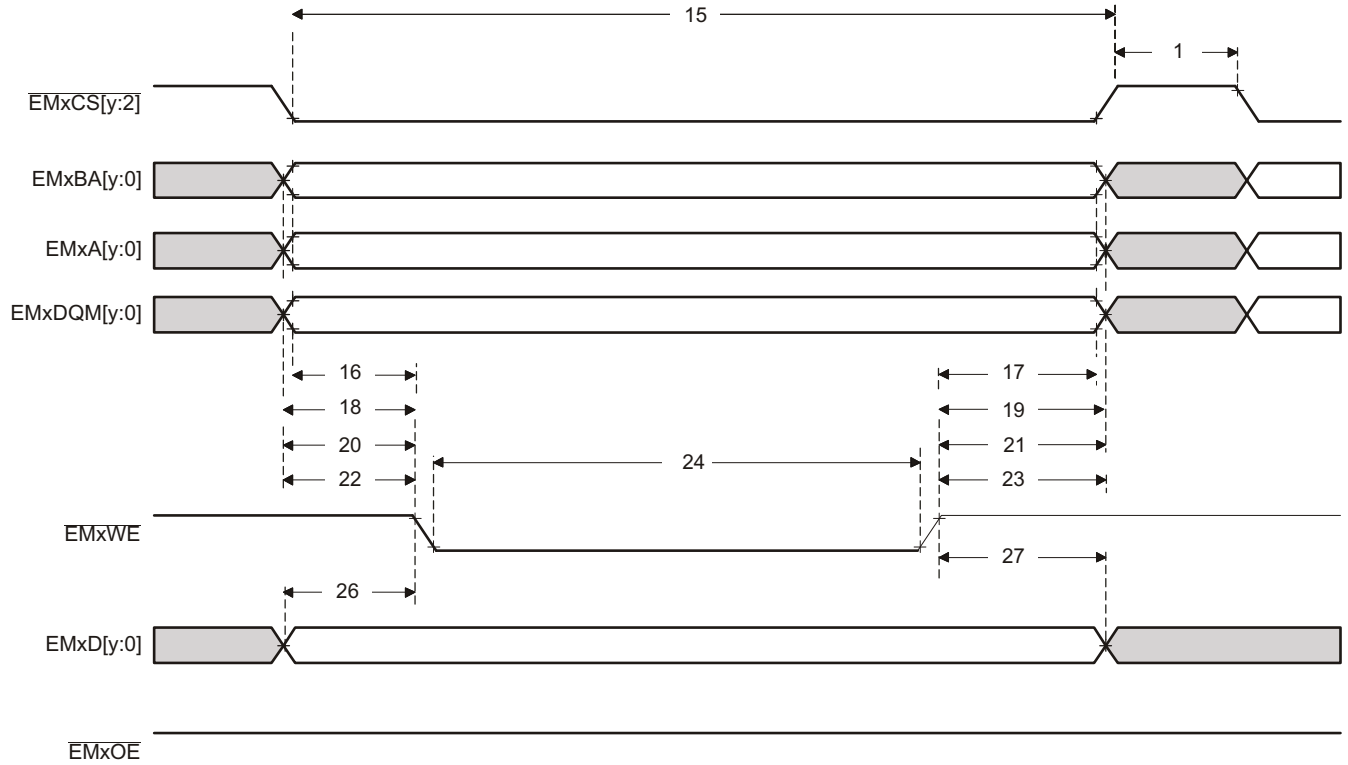 15
1
EMxCS[y:2]
EMxBA[y:0]
EMxA[y:0]
EMxDQM[y:0]
16
17
18
19
20
21
24
22
23
EMxWE
27
26
EMxD[y:0]
EMxOE